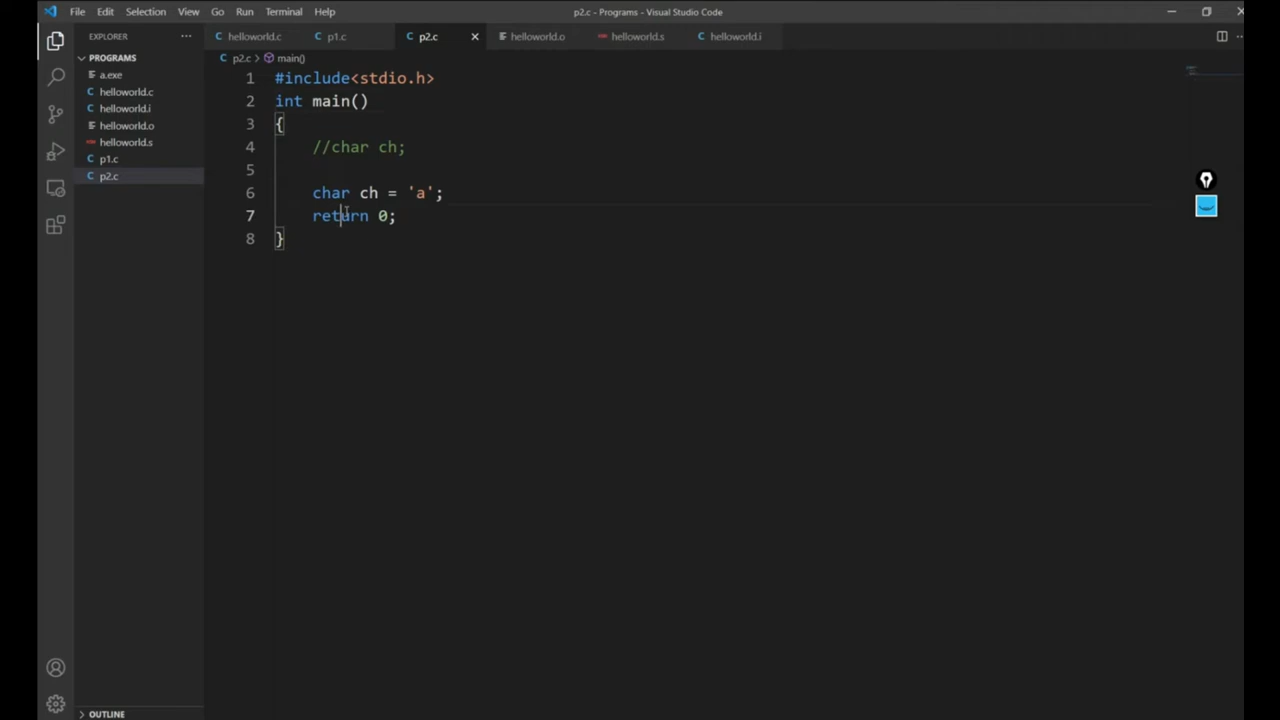 File Edit Selection View Go Run Terminal Help p2.c - Programs - Visual Studio Code
EXPLORER ... helloworld.c p1.c p2.c helloworld.o helloworld.s helloworld.i
PROGRAMS
a.exe
helloworld.c
helloworld.i
helloworld.o
helloworld.s
p1.c
p2.c
p2.c > main()
1 #include<stdio.h>
2 int main()
3 {
4 //char ch;
5
6 char ch = 'a';
7 return 0;
8 }
OUTLINE